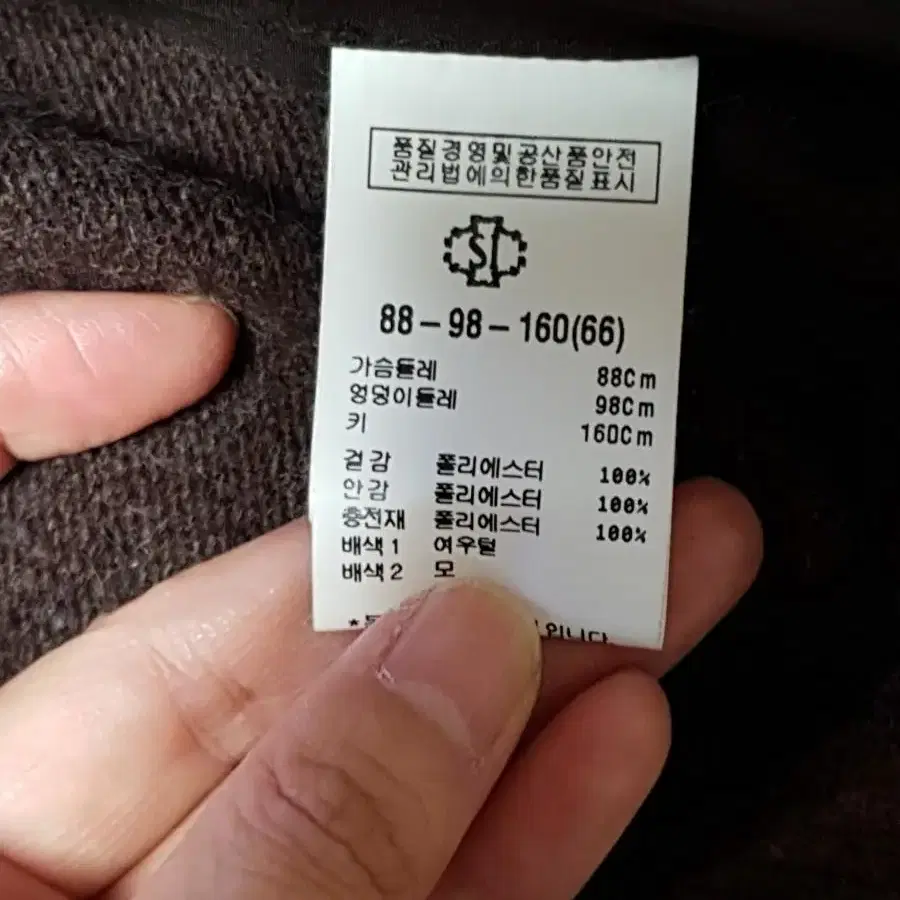 품질경영및공산품안전
관리법에의한품질표시
88-98-160(66)
가슴둘레 88Cm
엉덩이둘레 98Cm
키 160Cm
겉감 폴리에스터 100%
안감 폴리에스터 100%
충전재 폴리에스터 100%
배색1 여우털
배색2 모